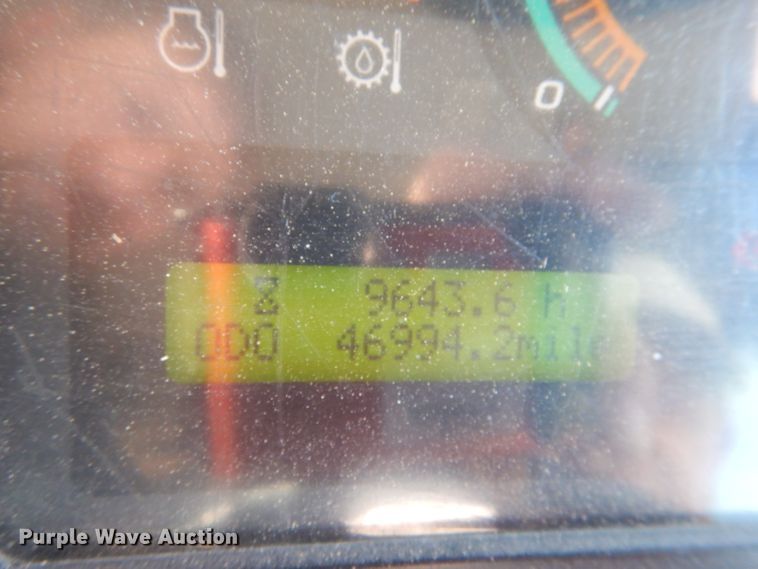 0
9643.6 h
ODO 46994.2mile
Purple Wave Auction